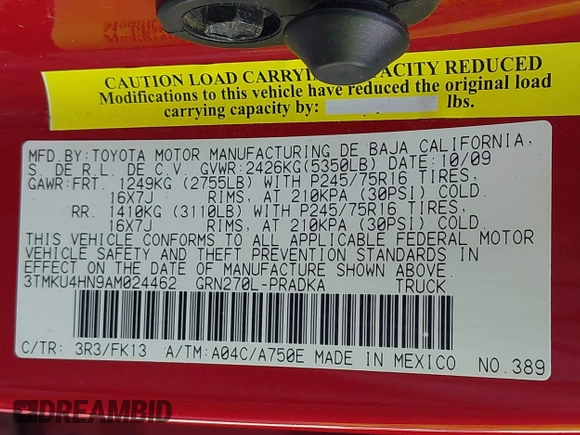 CAUTION LOAD CARRYING CAPACITY REDUCED
Modifications to this vehicle have reduced the original load
carrying capacity by: lbs.
MFD.BY:TOYOTA MOTOR MANUFACTURING DE BAJA CALIFORNIA,
S. DE R.L. DE C.V. GVWR:2426KG(5350LB) DATE:10/09
GAWR:FRT. 1249KG (2755LB) WITH P245/75R16 TIRES,
16X7J RIMS, AT 210KPA (30PSI) COLD
RR. 1410KG (3110LB) WITH P245/75R16 TIRES,
16X7J RIMS, AT 210KPA (30PSI) COLD
THIS VEHICLE CONFORMS TO ALL APPLICABLE FEDERAL MOTOR
VEHICLE SAFETY AND THEFT PREVENTION STANDARDS IN
EFFECT ON THE DATE OF MANUFACTURE SHOWN ABOVE.
3TMKU4HN9AM024462 GRN270L-PRADKA TRUCK
C/TR: 3R3/FK13 A/TM:A04C/A750E MADE IN MEXICO NO.389
DREAMBID